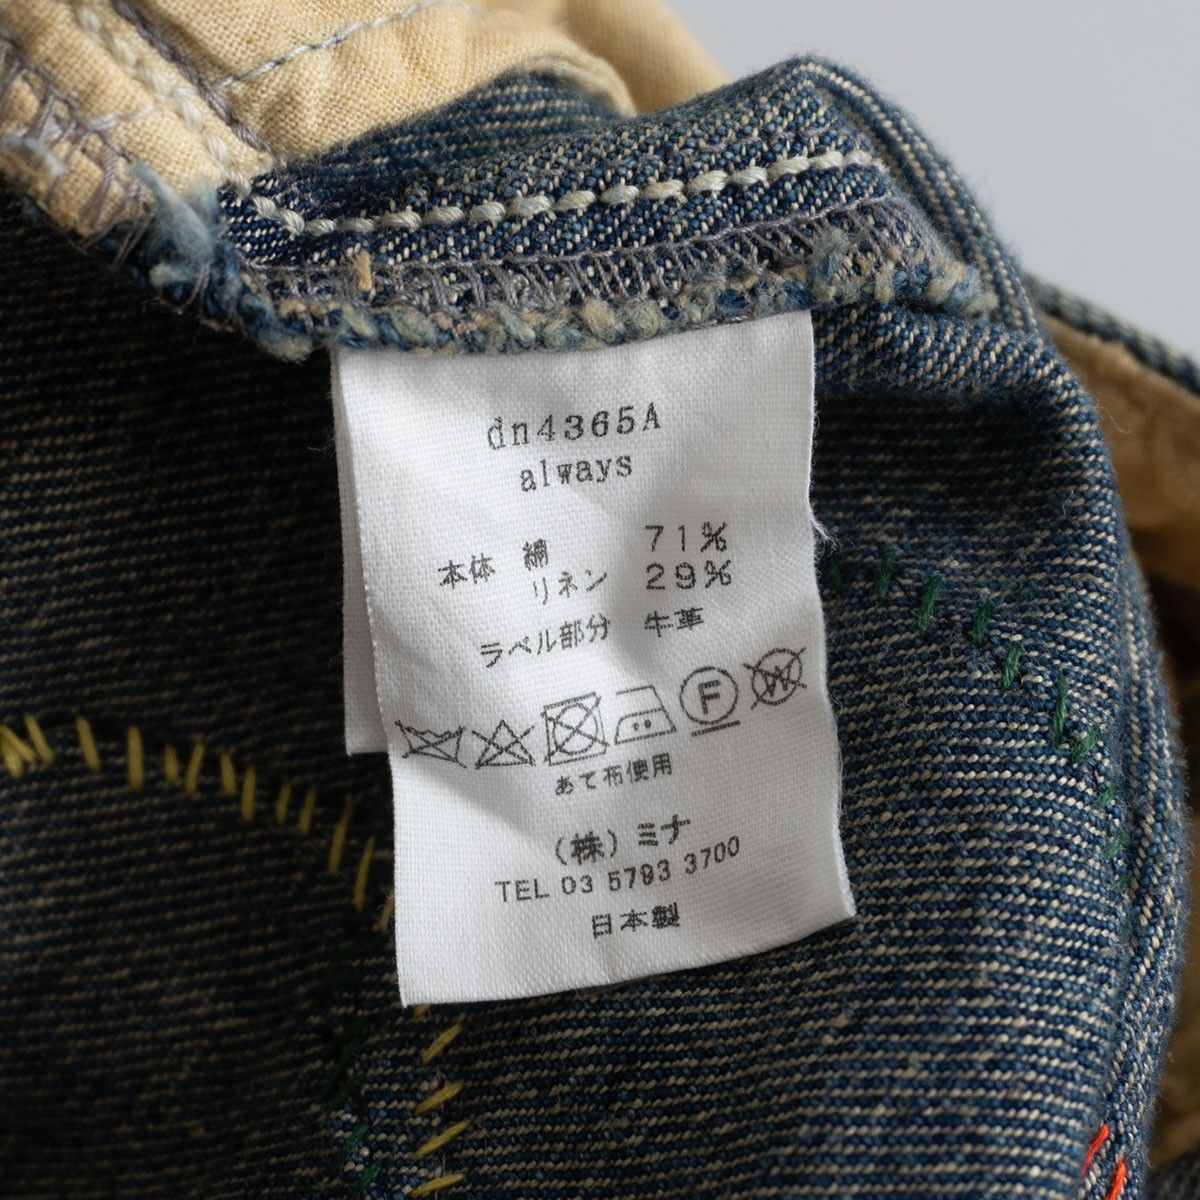 dn4365A
always
本体 綿 71%
リネン 29%
ラベル部分 牛革
F W
あて布使用
（株）ミナ
TEL 03 5793 3700
日本製